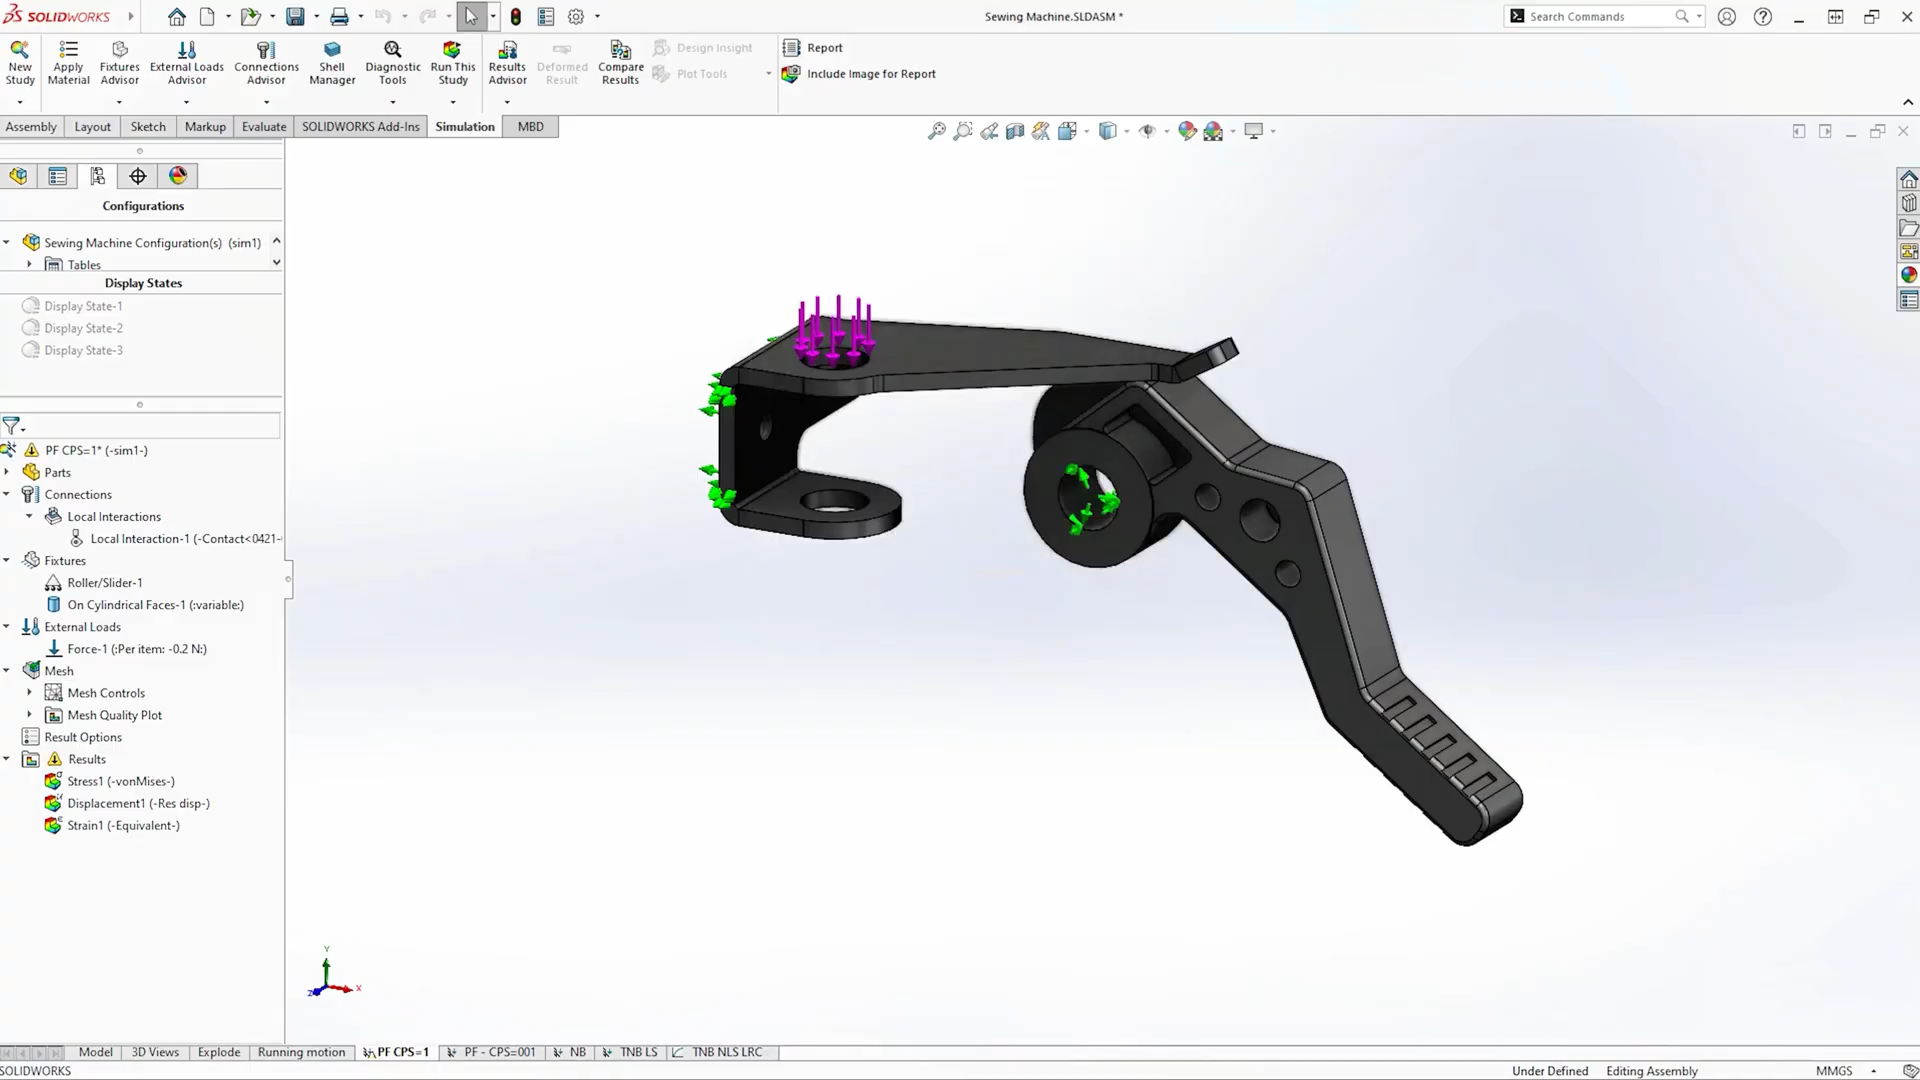 SOLIDWORKS
Sewing Machine.SLDASM *
Search Commands
New Study
Apply Material
Fixtures Advisor
External Loads Advisor
Connections Advisor
Shell Manager
Diagnostic Tools
Run This Study
Results Advisor
Deformed Result
Compare Results
Design Insight
Plot Tools
Report
Include Image for Report
Assembly
Layout
Sketch
Markup
Evaluate
SOLIDWORKS Add-Ins
Simulation
MBD
Configurations
Sewing Machine Configuration(s) (sim1)
Tables
Display States
Display State-1
Display State-2
Display State-3
PF CPS=1* (-sim1-)
Parts
Connections
Local Interactions
Local Interaction-1 (-Contact<0421-
Fixtures
Roller/Slider-1
On Cylindrical Faces-1 (:variable:)
External Loads
Force-1 (:Per item: -0.2 N:)
Mesh
Mesh Controls
Mesh Quality Plot
Result Options
Results
Stress1 (-vonMises-)
Displacement1 (-Res disp-)
Strain1 (-Equivalent-)
Y
Z
X
Model
3D Views
Explode
Running motion
PF CPS=1
PF - CPS=001
NB
TNB LS
TNB NLS LRC
SOLIDWORKS
Under Defined
Editing Assembly
MMGS